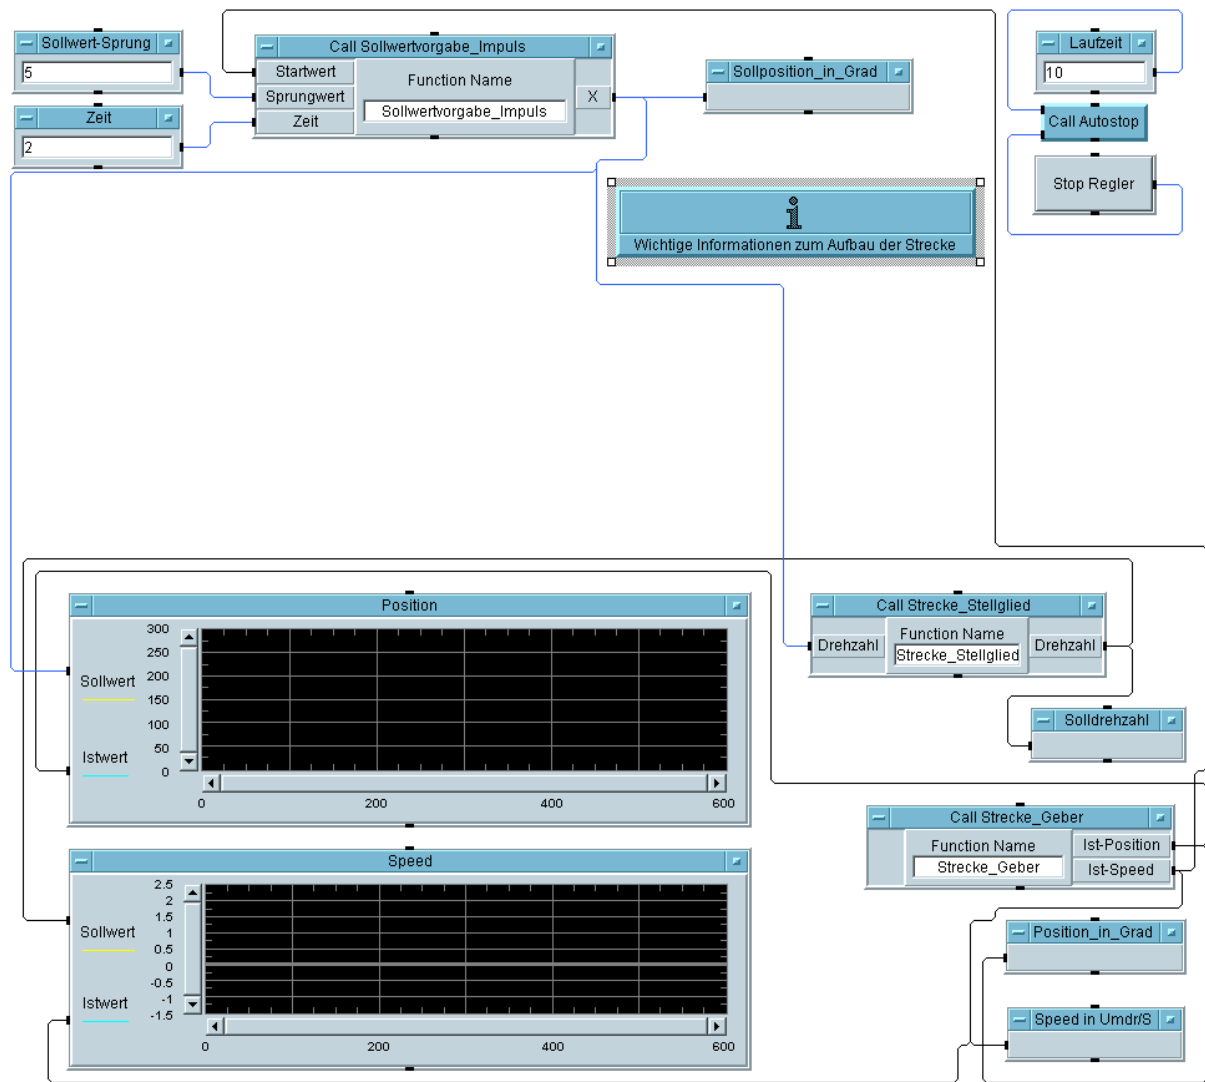 Sollwert-Sprung
5
Zeit
2
Call Sollwertvorgabe_Impuls
Startwert
Sprungwert
Zeit
Function Name
Sollwertvorgabe_Impuls
X
Sollposition_in_Grad
Laufzeit
10
Call Autostop
Stop Regler
i
Wichtige Informationen zum Aufbau der Strecke
Position
Sollwert
Istwert
300
250
200
150
100
50
0
0 200 400 600
Call Strecke_Stellglied
Drehzahl
Function Name
Strecke_Stellglied
Drehzahl
Solldrehzahl
Call Strecke_Geber
Function Name
Strecke_Geber
Ist-Position
Ist-Speed
Speed
Sollwert
Istwert
2.5
2
1.5
1
0.5
0
-0.5
-1
-1.5
0 200 400 600
Position_in_Grad
Speed in Umdr/S